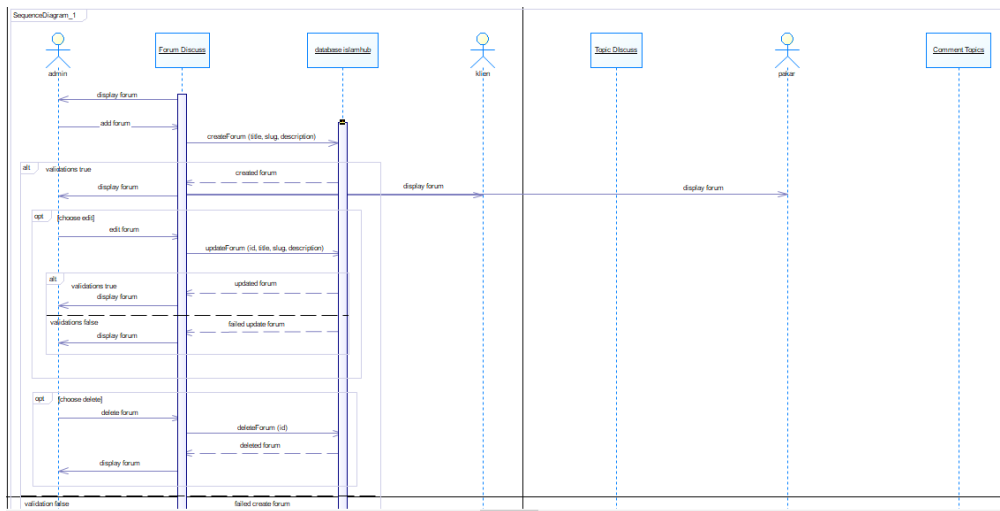 SequenceDiagram_1
admin
Forum Discuss
database islamhub
klien
Topic DIscuss
pakar
Comment Topics
display forum
add forum
createForum (title, slug, description)
alt
validations true
created forum
display forum
display forum
display forum
opt
[choose edit]
edit forum
updateForum (id, title, slug, description)
alt
validations true
updated forum
display forum
validations false
failed update forum
display forum
opt
[choose delete]
delete forum
deleteForum (id)
deleted forum
display forum
validation false
failed create forum